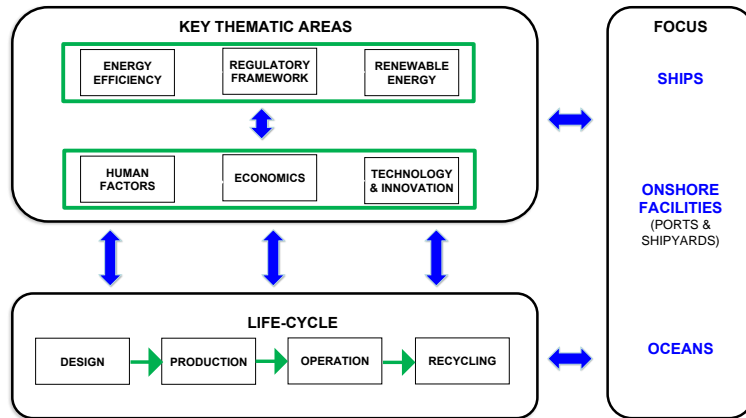 KEY THEMATIC AREAS
ENERGY
EFFICIENCY
REGULATORY
FRAMEWORK
RENEWABLE
ENERGY
HUMAN
FACTORS
ECONOMICS
TECHNOLOGY
& INNOVATION
LIFE-CYCLE
DESIGN
PRODUCTION
OPERATION
RECYCLING
FOCUS
SHIPS
ONSHORE
FACILITIES
(PORTS &
SHIPYARDS)
OCEANS